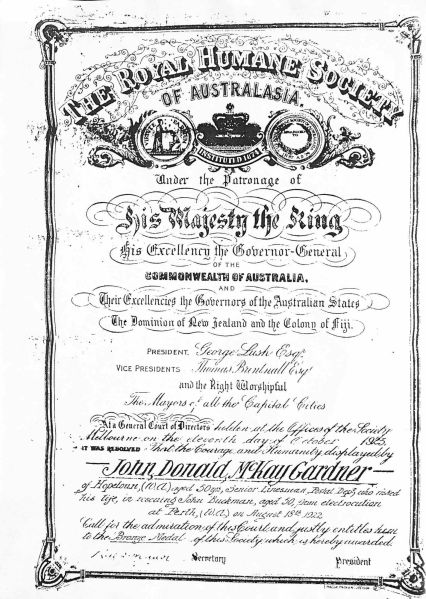 THE ROYAL HUMANE SOCIETY
OF AUSTRALASIA.
INSTITUTED 1874
Under the Patronage of
His Majesty the King
His Excellency the Governor-General
OF THE
COMMONWEALTH OF AUSTRALIA,
AND
Their Excellencies the Governors of the Australian States
The Dominion of New Zealand and the Colony of Fiji.
PRESIDENT. George Lush Esqr.
VICE PRESIDENTS Thomas Brentnall Esqr
and the Right Worshipful
The Mayors of all the Capital Cities
At a General Court of Directors holden at the Offices of the Society
Melbourne on the eleventh day of October 1923.
IT WAS RESOLVED That the Courage and Humanity displayed by
John Donald, McKay Gardner
of Hopetoun, (W.A.) aged 50 yrs, Senior Linesman, Postal Dept, who risked
his life, in rescuing John Buckman, aged 50, from electrocution
at Perth, (W.A.) on August 18th 1922
Call for the admiration of this Court and justly entitles him
to the Bronze Medal of this Society which is hereby awarded.
Secretary President